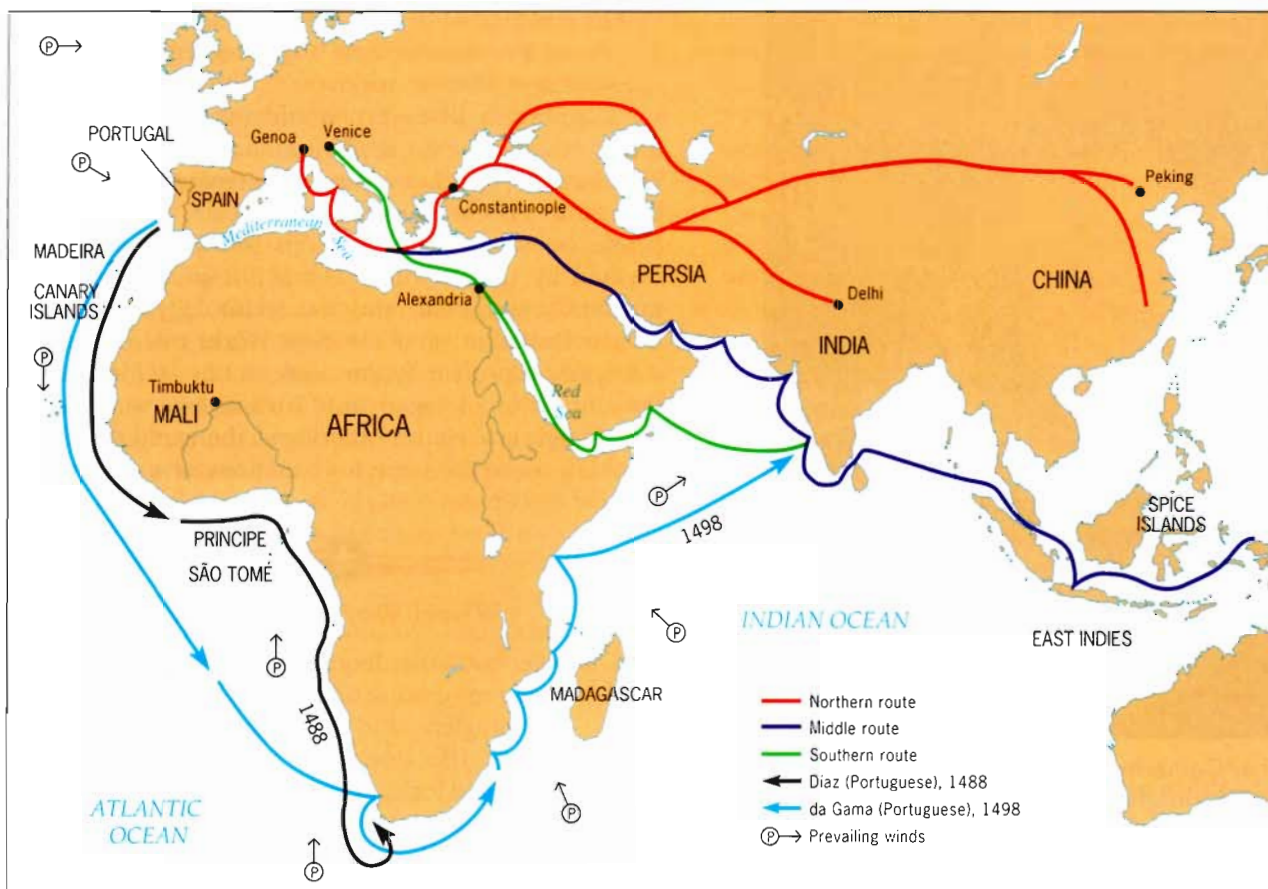 P
PORTUGAL
Genoa
Venice
P
SPAIN
Constantinople
Peking
Mediterranean
Sea
MADEIRA
PERSIA
CHINA
CANARY
ISLANDS
Alexandria
Delhi
INDIA
P
Timbuktu
MALI
AFRICA
Red
Sea
P
1498
SPICE
ISLANDS
PRINCIPE
SÃO TOMÉ
INDIAN OCEAN
P
EAST INDIES
P
MADAGASCAR
1488
Northern route
Middle route
Southern route
Diaz (Portuguese), 1488
da Gama (Portuguese), 1498
P Prevailing winds
ATLANTIC
OCEAN
P
P